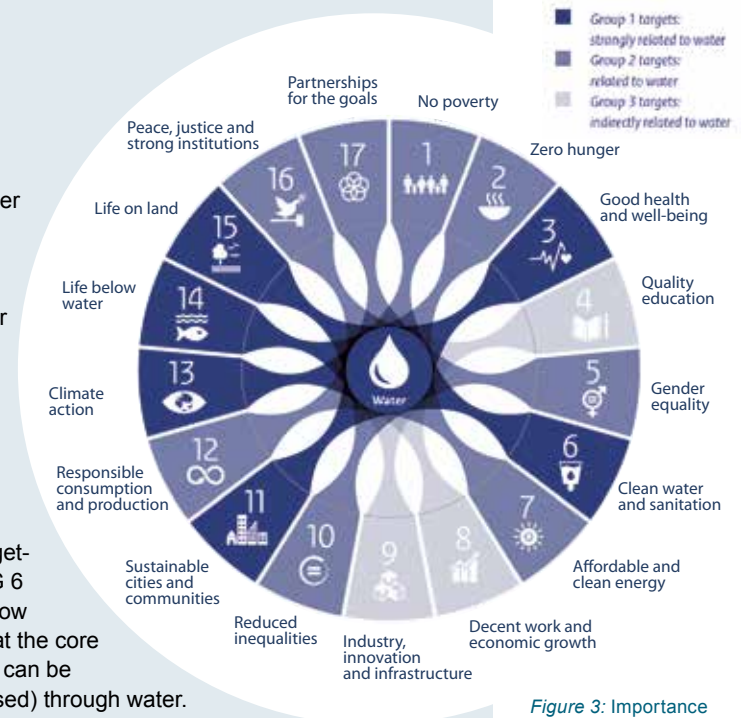 Group 1 targets:
strongly related to water
Group 2 targets:
related to water
Group 3 targets:
indirectly related to water
Partnerships
for the goals
No poverty
Peace, justice and
strong institutions
Zero hunger
Life on land
Good health
and well-being
Life below
water
Quality
education
Climate
action
Gender
equality
Responsible
consumption
and production
Clean water
and sanitation
Sustainable
cities and
communities
Affordable and
clean energy
Reduced
inequalities
Industry,
innovation
and infrastructure
Decent work and
economic growth
17
1
16
2
15
3
14
4
13
5
12
6
11
7
10
9
8
Water
er
r
get-
G 6
ow
at the core
can be
sed) through water.
Figure 3: Importance